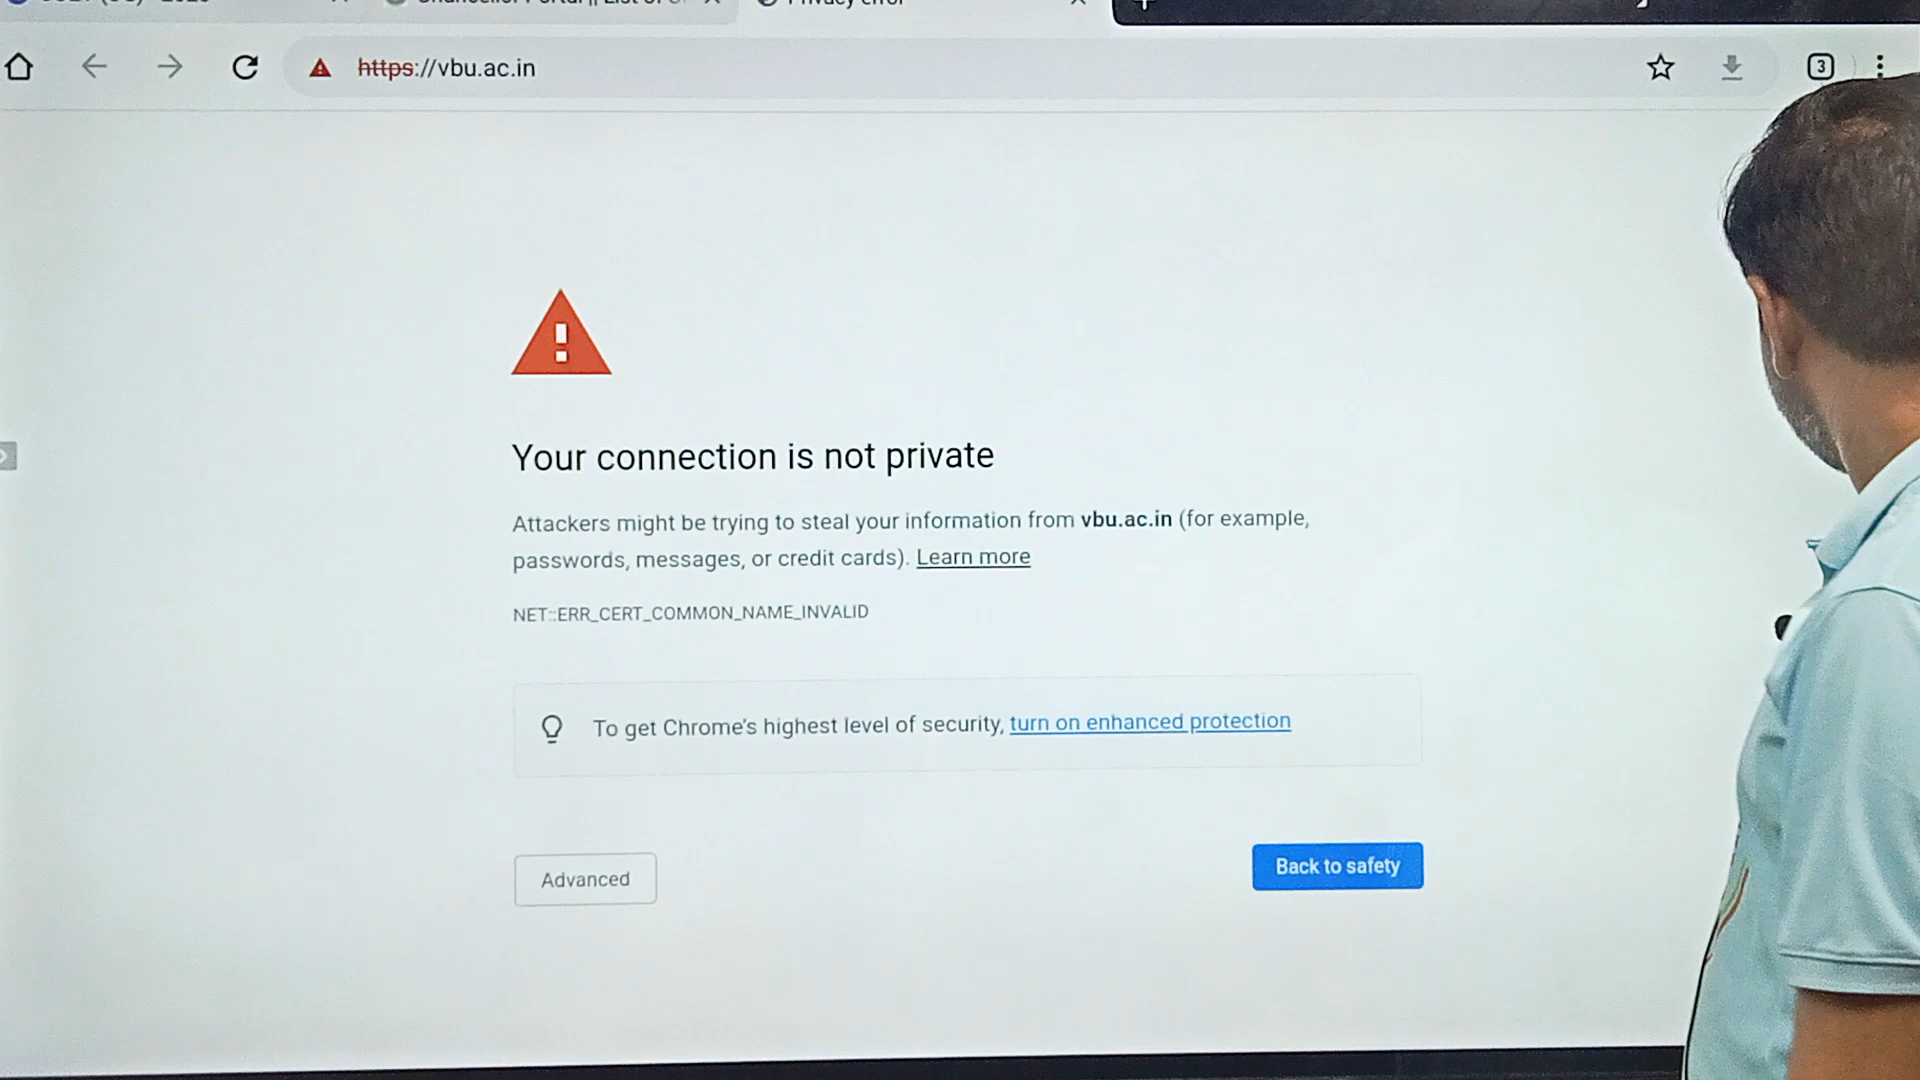 Privacy error
https://vbu.ac.in
3
Your connection is not private
Attackers might be trying to steal your information from vbu.ac.in (for example,
passwords, messages, or credit cards). Learn more
NET::ERR_CERT_COMMON_NAME_INVALID
To get Chrome's highest level of security, turn on enhanced protection
Advanced
Back to safety